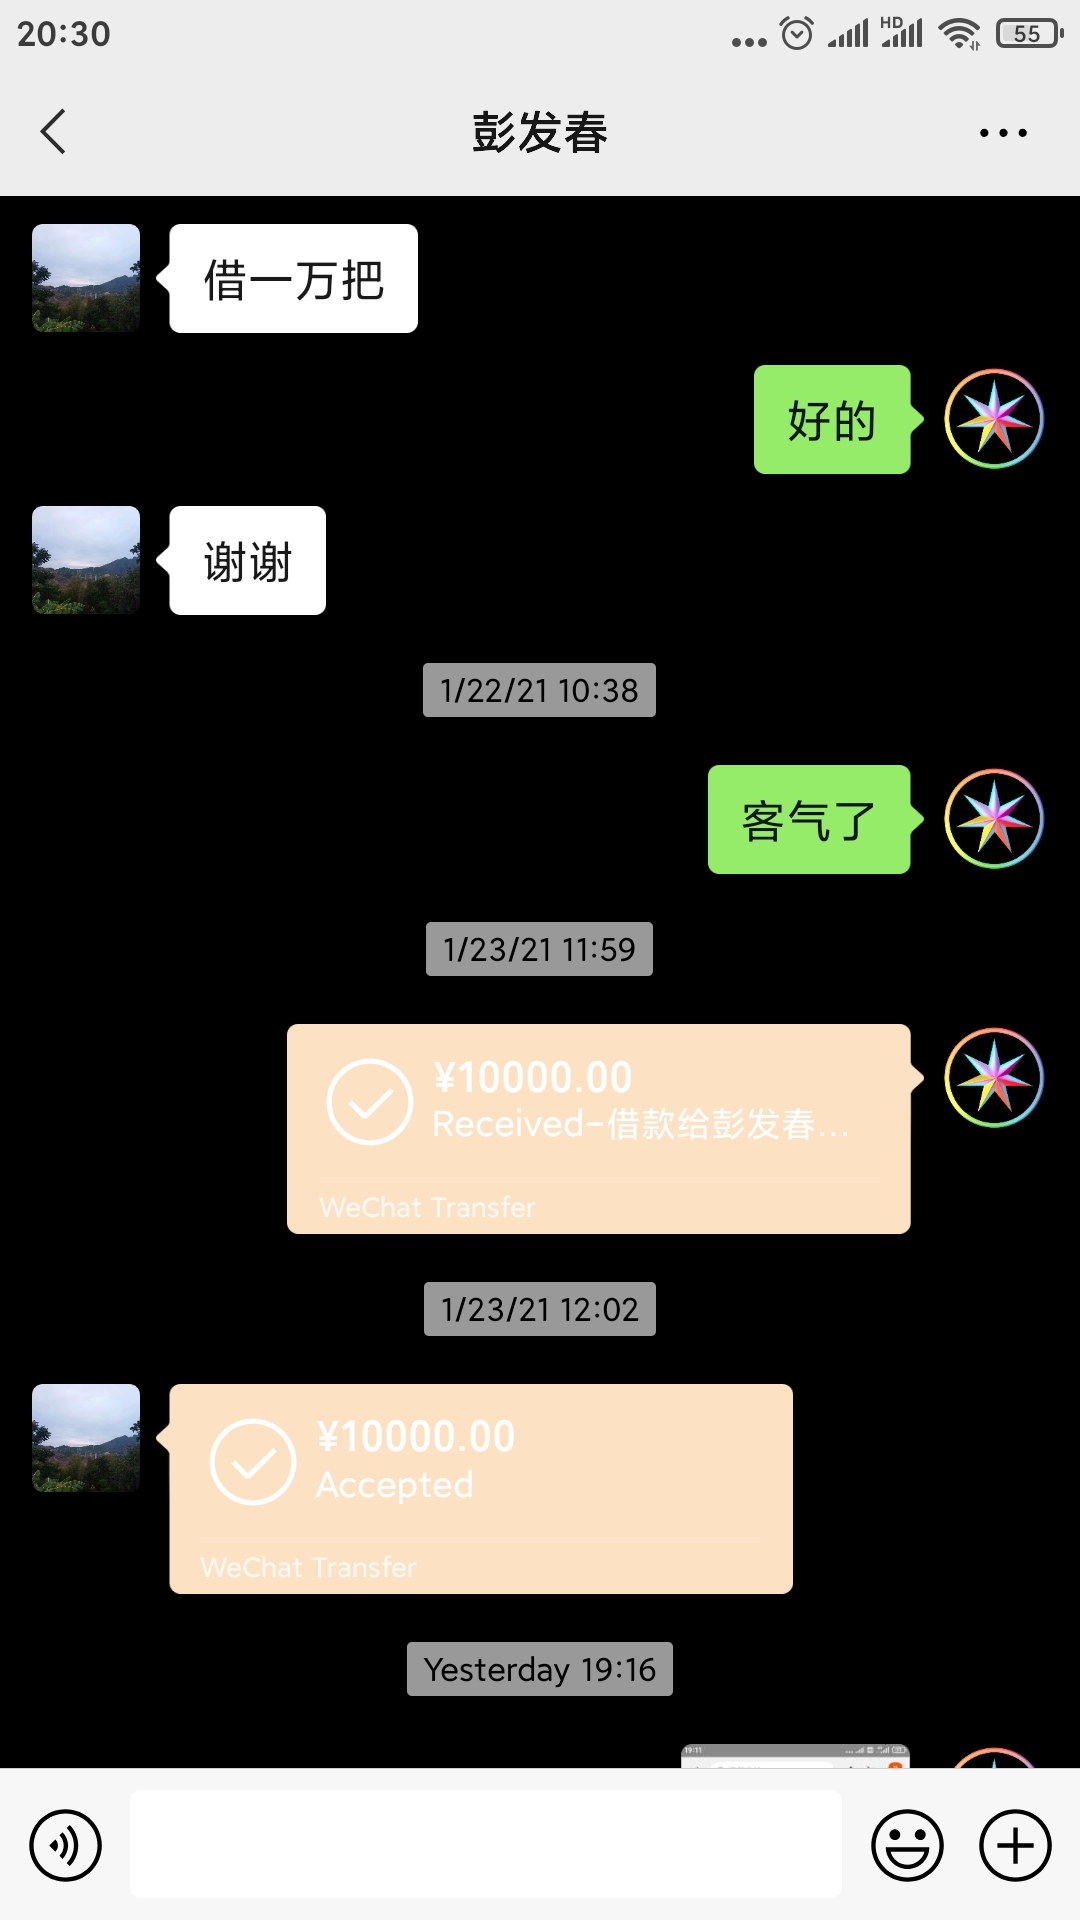 20:30
HD
55
彭发春
借一万把
好的
谢谢
1/22/21 10:38
客气了
1/23/21 11:59
¥10000.00
Received-借款给彭发春...
WeChat Transfer
1/23/21 12:02
¥10000.00
Accepted
WeChat Transfer
Yesterday 19:16
19:11